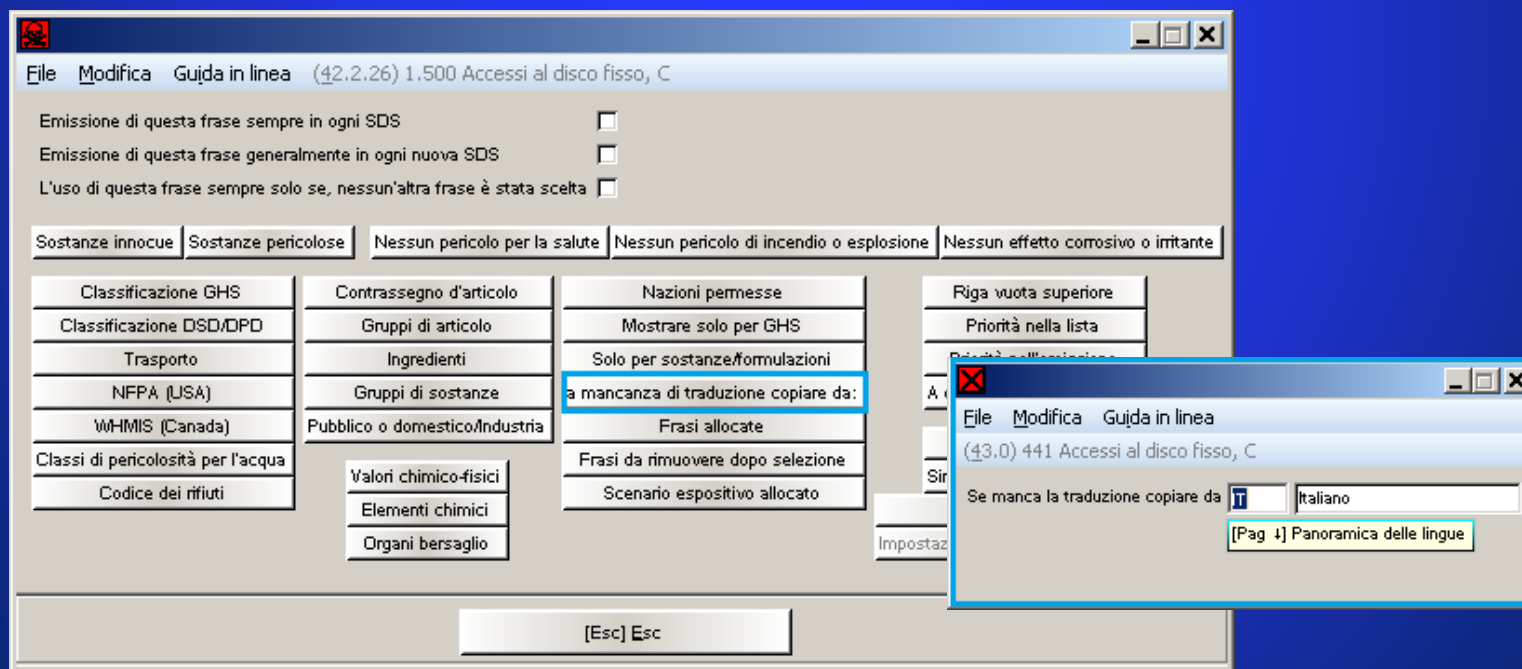 File Modifica Guida in linea (42.2.26) 1.500 Accessi al disco fisso, C
Emissione di questa frase sempre in ogni SDS
Emissione di questa frase generalmente in ogni nuova SDS
L'uso di questa frase sempre solo se, nessun'altra frase è stata scelta
Sostanze innocue Sostanze pericolose Nessun pericolo per la salute Nessun pericolo di incendio o esplosione Nessun effetto corrosivo o irritante
Classificazione GHS Contrassegno d'articolo Nazioni permesse Riga vuota superiore
Classificazione DSD/DPD Gruppi di articolo Mostrare solo per GHS Priorità nella lista
Trasporto Ingredienti Solo per sostanze/formulazioni
NFPA (USA) Gruppi di sostanze a mancanza di traduzione copiare da: A
WHMIS (Canada) Pubblico o domestico/Industria Frasi allocate
Classi di pericolosità per l'acqua Frasi da rimuovere dopo selezione
Codice dei rifiuti Valori chimico-fisici Scenario espositivo allocato
Elementi chimici
Organi bersaglio
[Esc] Esc
File Modifica Guida in linea
(43.0) 441 Accessi al disco fisso, C
Se manca la traduzione copiare da IT Italiano
[Pag ↓] Panoramica delle lingue